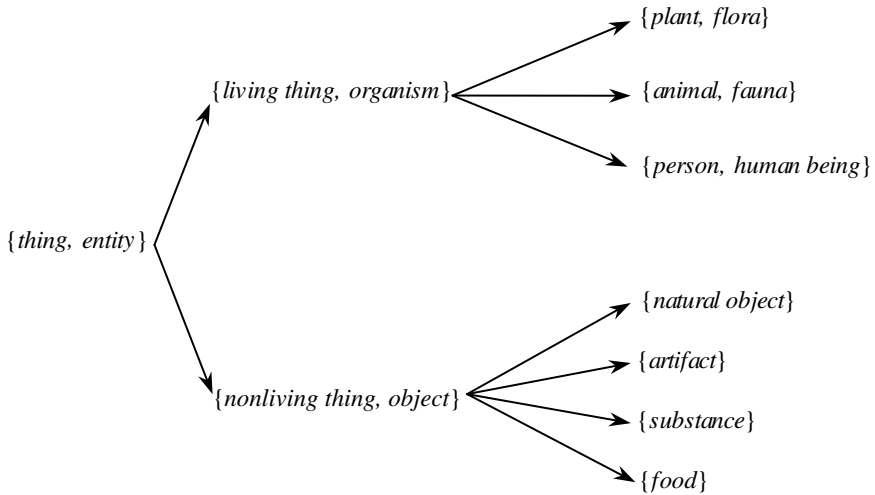 {plant, flora}
{living thing, organism}
{animal, fauna}
{person, human being}
{thing, entity}
{natural object}
{artifact}
{nonliving thing, object}
{substance}
{food}